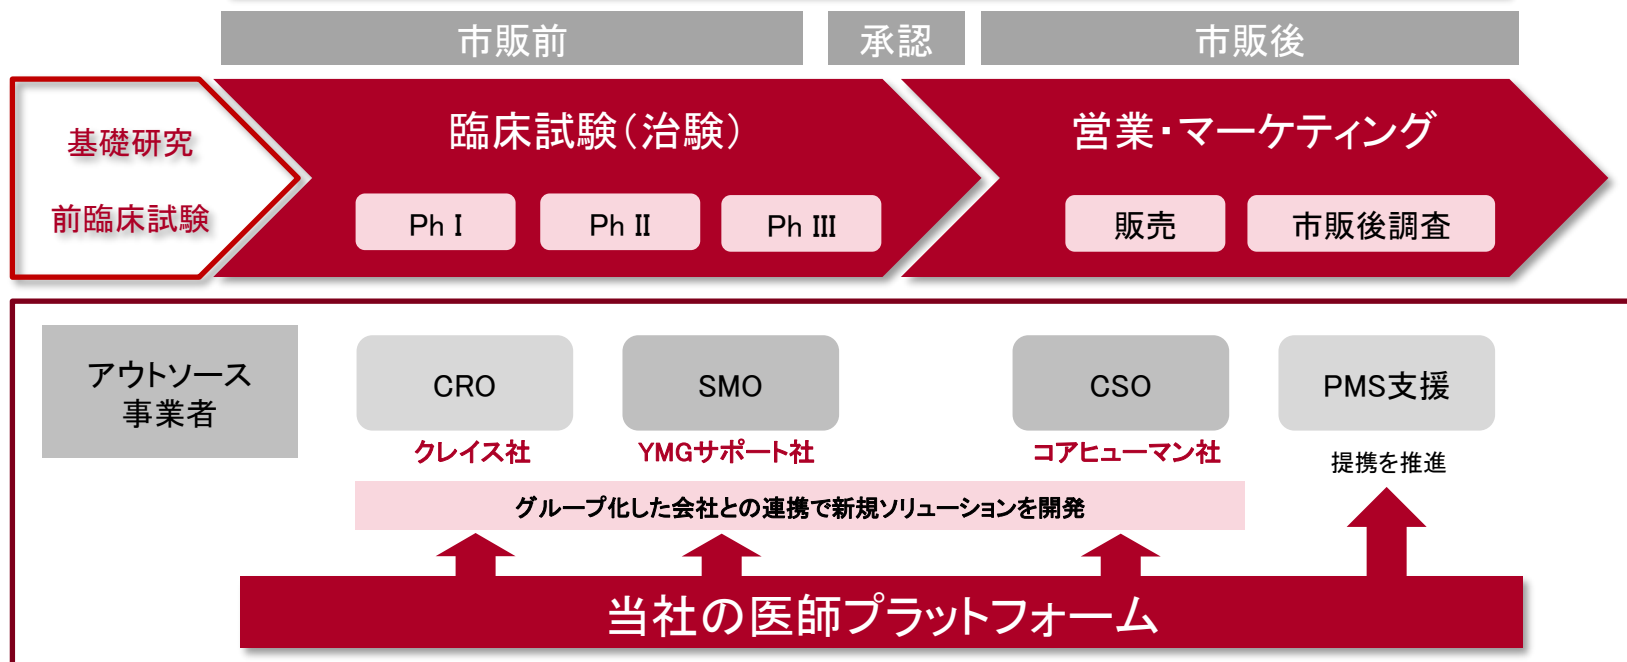 市販前
承認
市販後
基礎研究
前臨床試験
臨床試験(治験)
Ph I
Ph II
Ph III
営業・マーケティング
販売
市販後調査
アウトソース
事業者
CRO
SMO
CSO
PMS支援
クレイス社
YMGサポート社
コアヒューマン社
提携を推進
グループ化した会社との連携で新規ソリューションを開発
当社の医師プラットフォーム